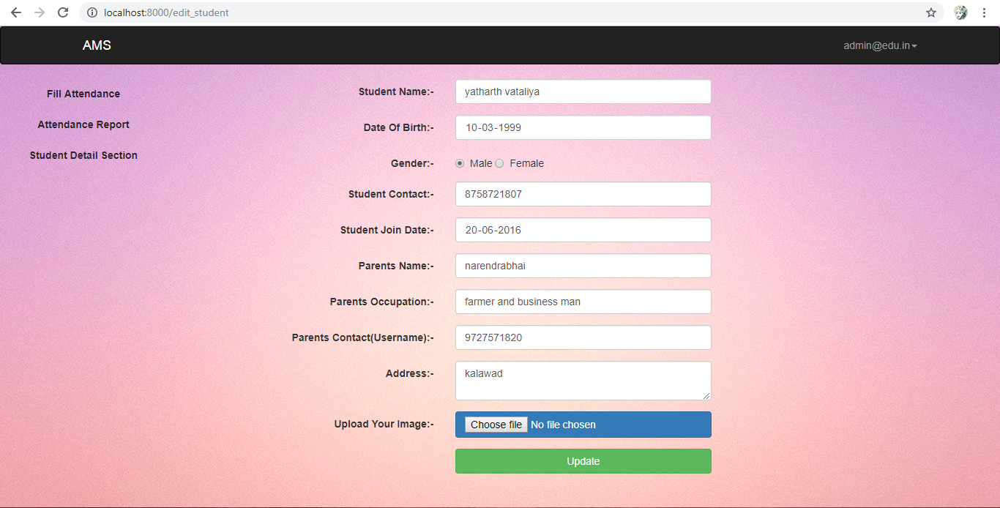 localhost:8000/edit_student
AMS
admin@edu.in
Fill Attendance
Attendance Report
Student Detail Section
Student Name:- yatharth vataliya
Date Of Birth:- 10-03-1999
Gender:- Male Female
Student Contact:- 8758721807
Student Join Date:- 20-06-2016
Parents Name:- narendrabhai
Parents Occupation:- farmer and business man
Parents Contact(Username):- 9727571820
Address:- kalawad
Upload Your Image:- Choose file No file chosen
Update